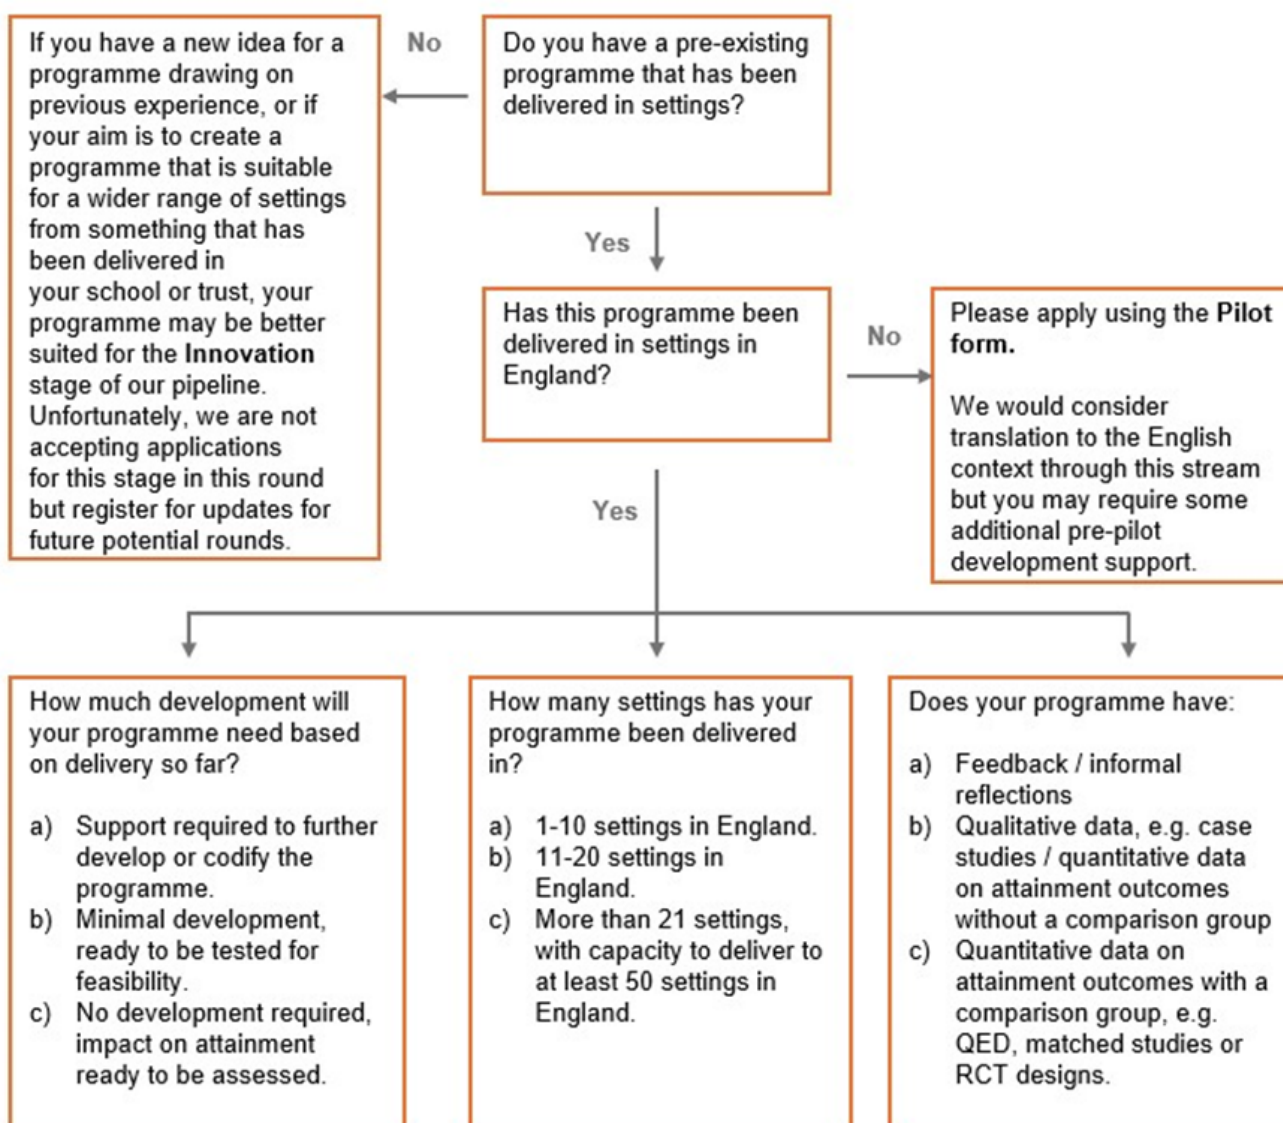 If you have a new idea for a
programme drawing on
previous experience, or if
your aim is to create a
programme that is suitable
for a wider range of settings
from something that has
been delivered in
your school or trust, your
programme may be better
suited for the Innovation
stage of our pipeline.
Unfortunately, we are not
accepting applications
for this stage in this round
but register for updates for
future potential rounds.
No
Do you have a pre-existing
programme that has been
delivered in settings?
Yes
Has this programme been
delivered in settings in
England?
No
Please apply using the Pilot
form.
We would consider
translation to the English
context through this stream
but you may require some
additional pre-pilot
development support.
Yes
How much development will
your programme need based
on delivery so far?
a) Support required to further
develop or codify the
programme.
b) Minimal development,
ready to be tested for
feasibility.
c) No development required,
impact on attainment
ready to be assessed.
How many settings has your
programme been delivered
in?
a) 1-10 settings in England.
b) 11-20 settings in
England.
c) More than 21 settings,
with capacity to deliver to
at least 50 settings in
England.
Does your programme have:
a) Feedback / informal
reflections
b) Qualitative data, e.g. case
studies / quantitative data
on attainment outcomes
without a comparison group
c) Quantitative data on
attainment outcomes with a
comparison group, e.g.
QED, matched studies or
RCT designs.